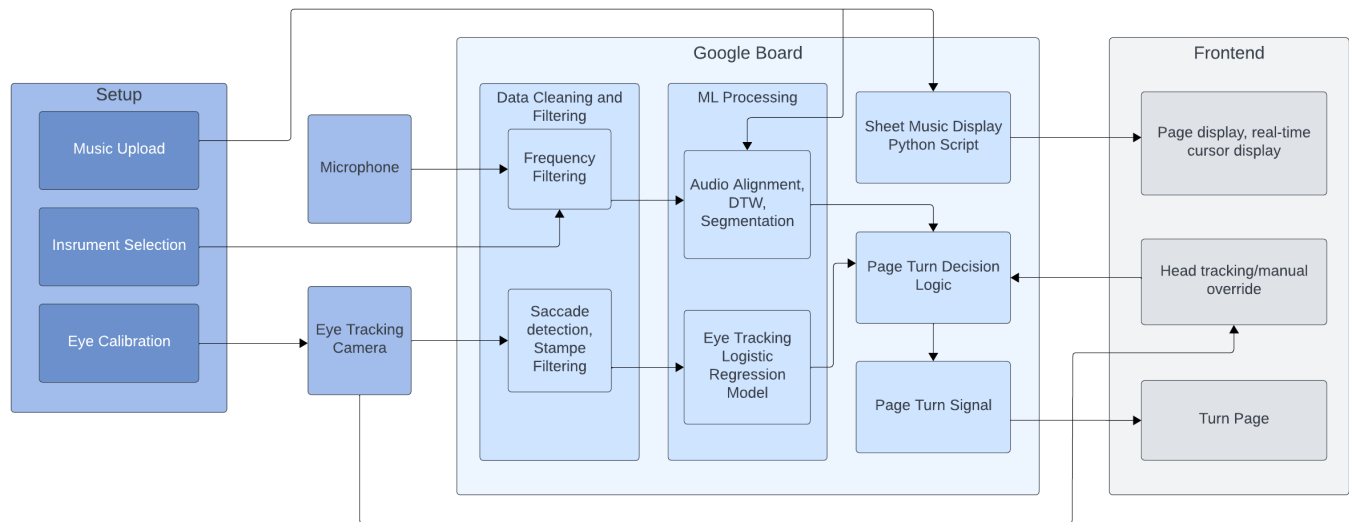 Setup
Music Upload
Insrument Selection
Eye Calibration
Microphone
Eye Tracking
Camera
Google Board
Data Cleaning and
Filtering
Frequency
Filtering
Saccade
detection,
Stampe
Filtering
ML Processing
Audio Alignment,
DTW,
Segmentation
Eye Tracking
Logistic
Regression
Model
Sheet Music Display
Python Script
Page Turn Decision
Logic
Page Turn Signal
Frontend
Page display, real-time
cursor display
Head tracking/manual
override
Turn Page